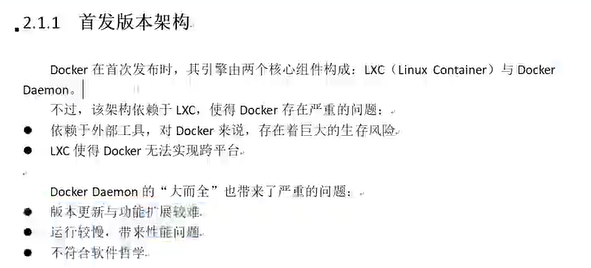 2.1.1 首发版本架构
Docker 在首次发布时，其引擎由两个核心组件构成：LXC（Linux Container）与 Docker
Daemon。
不过，该架构依赖于 LXC，使得 Docker 存在严重的问题：
● 依赖于外部工具，对 Docker 来说，存在着巨大的生存风险
● LXC 使得 Docker 无法实现跨平台
Docker Daemon 的“大而全”也带来了严重的问题：
● 版本更新与功能扩展较难
● 运行较慢，带来性能问题
● 不符合软件哲学